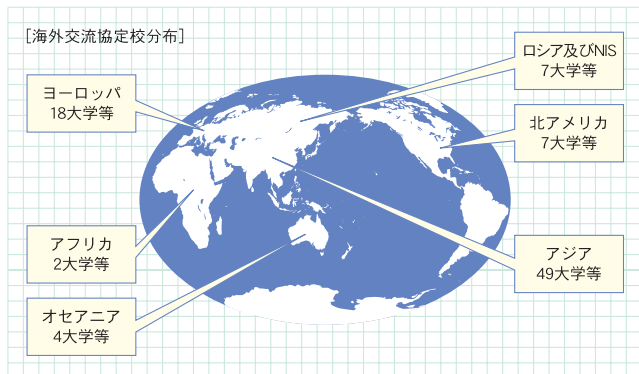 [海外交流協定校分布]
ロシア及びNIS
7大学等
ヨーロッパ
18大学等
北アメリカ
7大学等
アフリカ
2大学等
アジア
49大学等
オセアニア
4大学等